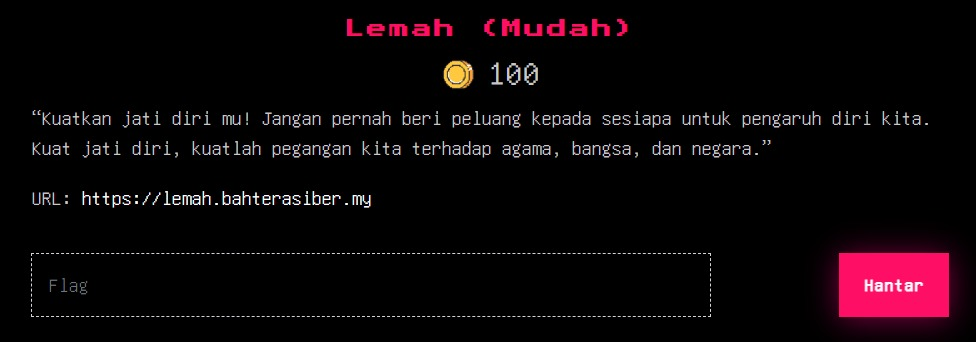 Lemah (Mudah)
100
“Kuatkan jati diri mu! Jangan pernah beri peluang kepada sesiapa untuk pengaruh diri kita.
Kuat jati diri, kuatlah pegangan kita terhadap agama, bangsa, dan negara.”
URL: https://lemah.bahterasiber.my
Flag
Hantar